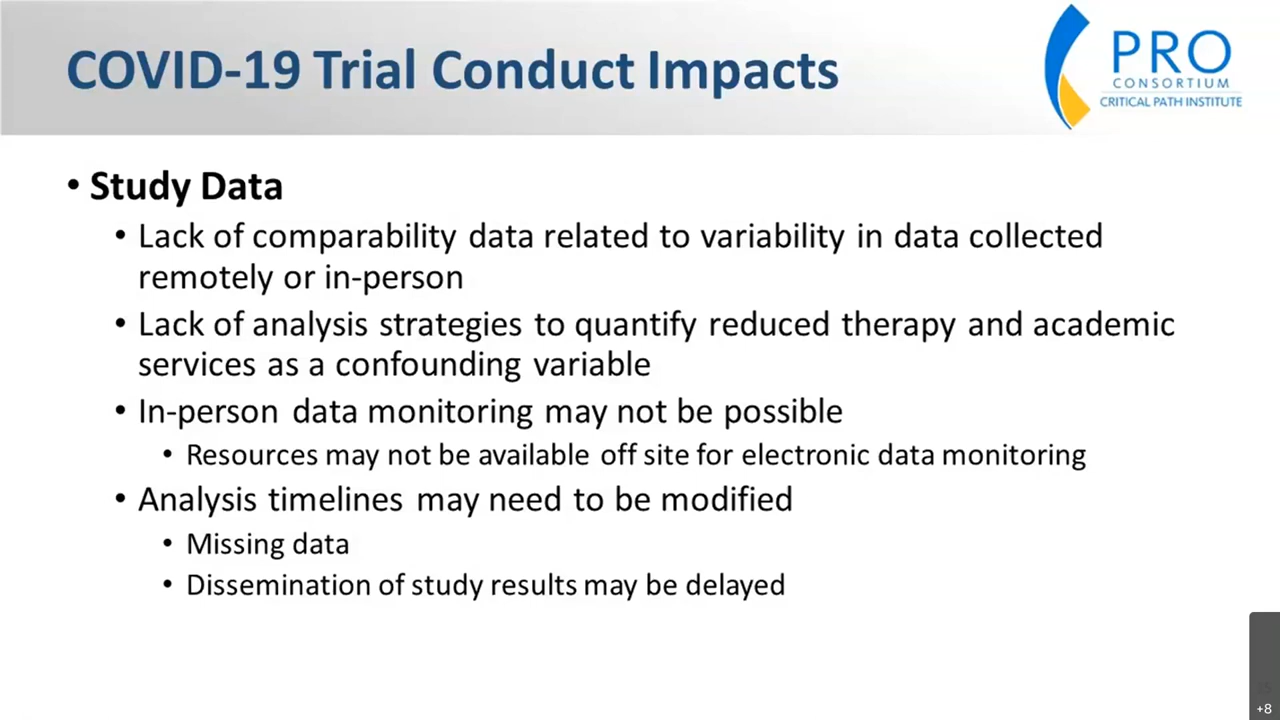 COVID-19 Trial Conduct Impacts
PRO
CONSORTIUM
CRITICAL PATH INSTITUTE
• Study Data
• Lack of comparability data related to variability in data collected
remotely or in-person
• Lack of analysis strategies to quantify reduced therapy and academic
services as a confounding variable
• In-person data monitoring may not be possible
• Resources may not be available off site for electronic data monitoring
• Analysis timelines may need to be modified
• Missing data
• Dissemination of study results may be delayed
+8